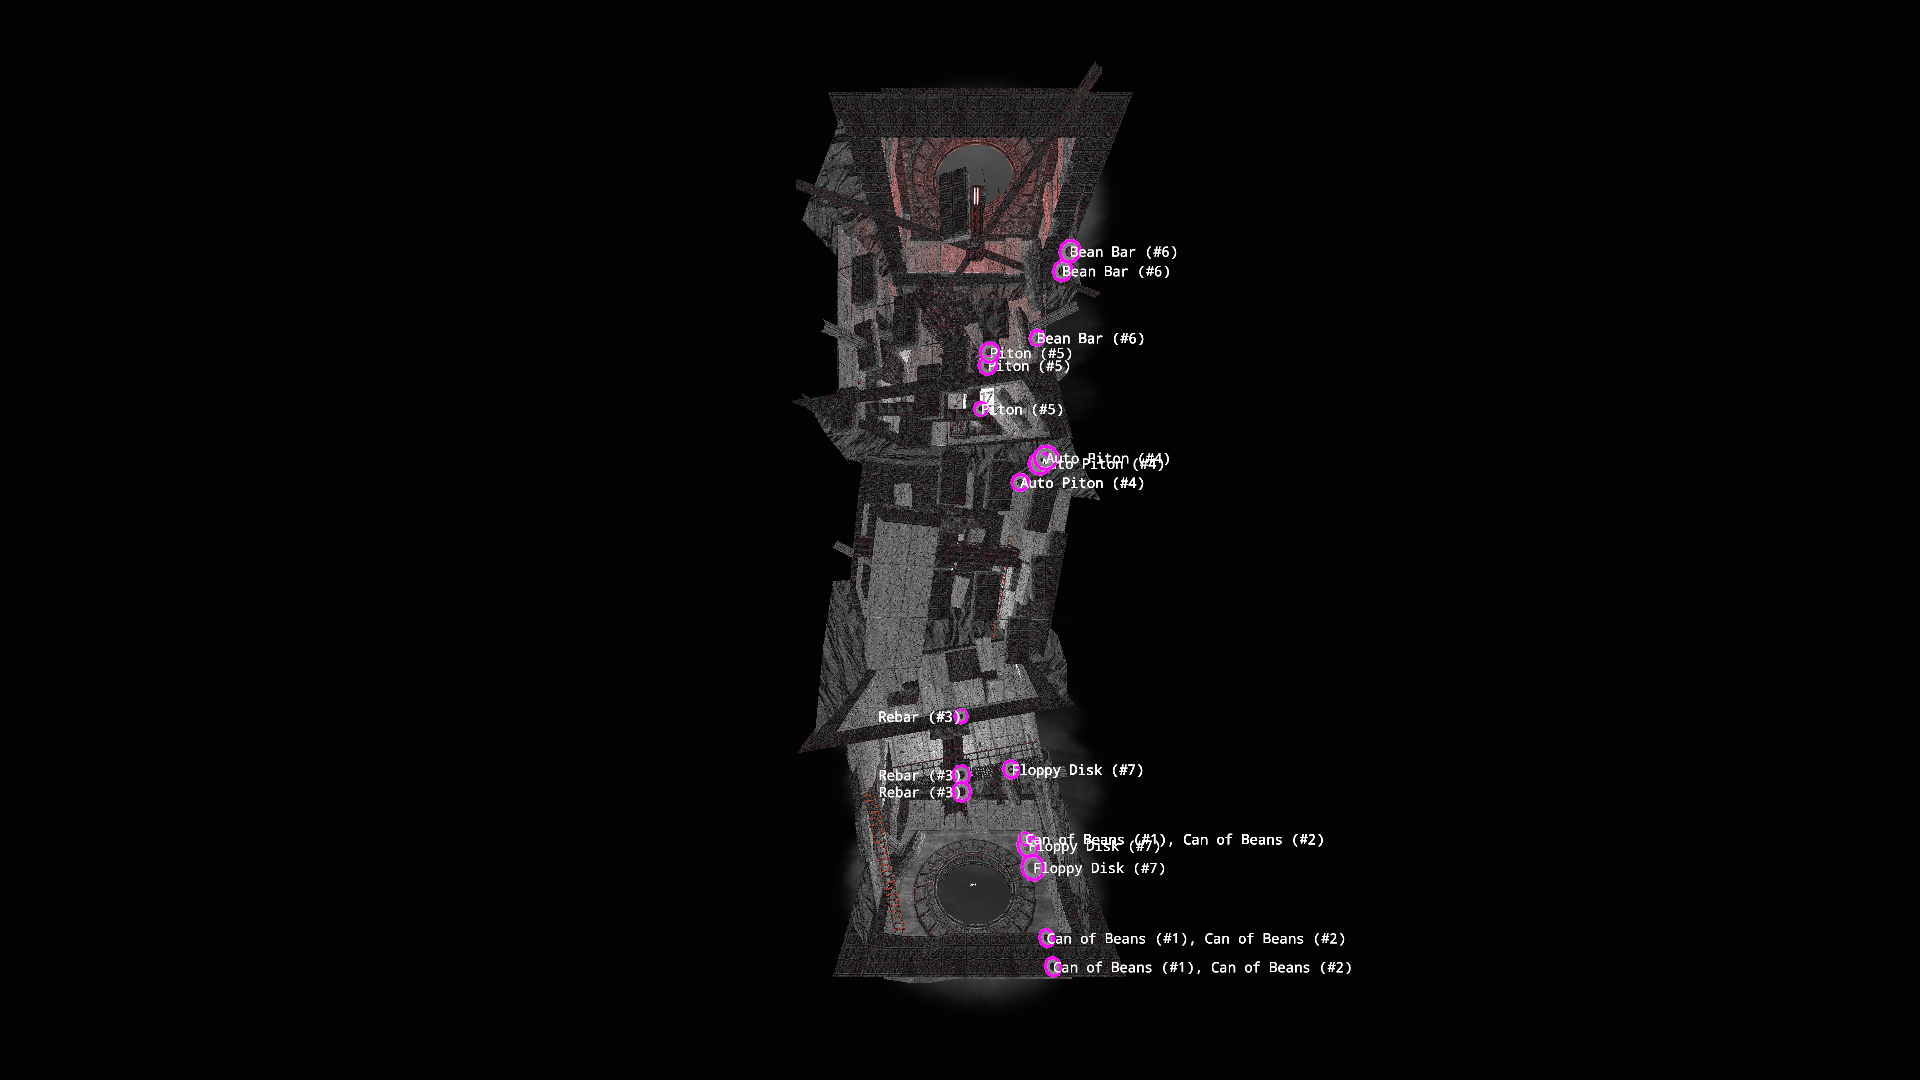 Bean Bar (#6)
Bean Bar (#6)
Bean Bar (#6)
Piton (#5)
Piton (#5)
17
Piton (#5)
Auto Piton (#4)
Auto Piton (#4)
Auto Piton (#4)
Rebar (#3)
Floppy Disk (#7)
Rebar (#3)
Rebar (#3)
Can of Beans (#1), Can of Beans (#2)
Floppy Disk (#7)
Floppy Disk (#7)
Can of Beans (#1), Can of Beans (#2)
Can of Beans (#1), Can of Beans (#2)